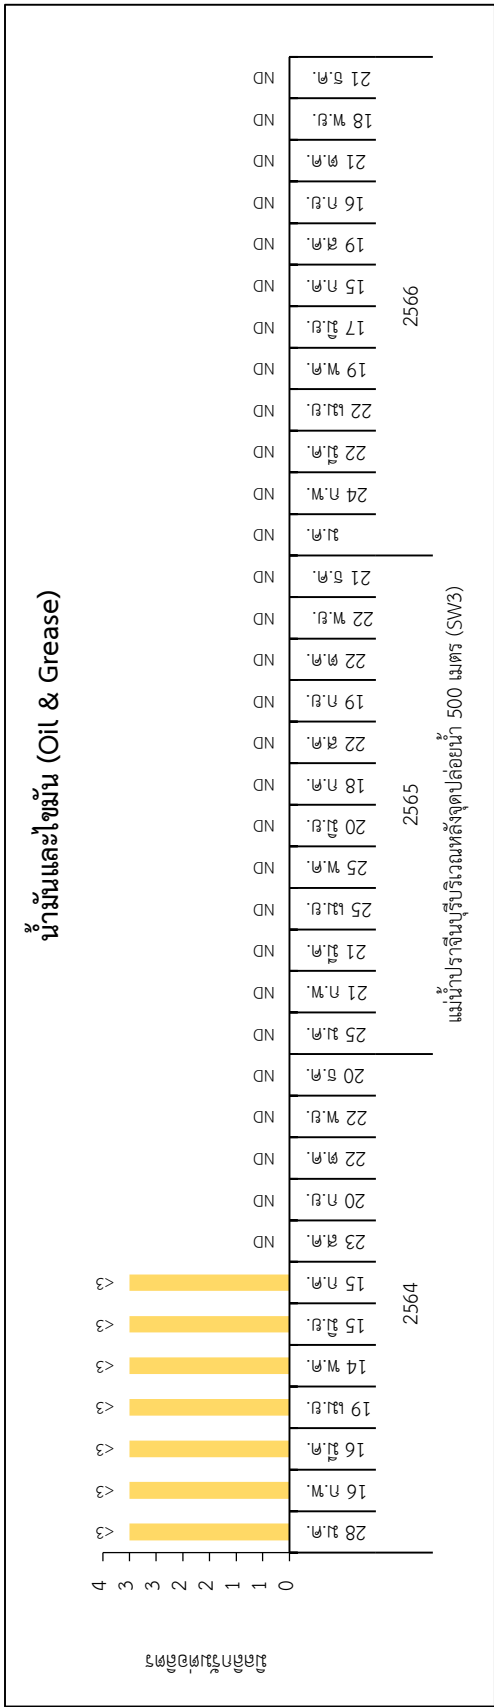 น้ำมันและไขมัน (Oil & Grease)
มิลลิกรัมต่อลิตร
4
3
3
2
2
1
1
0
<3 <3 <3 <3 <3 <3 <3 ND ND ND ND ND ND ND ND ND ND ND ND ND ND ND ND ND ND ND ND ND ND ND ND ND ND ND ND ND
28 ม.ค. 16 ก.พ. 16 มี.ค. 19 เม.ย. 14 พ.ค. 15 มิ.ย. 15 ก.ค. 23 ส.ค. 20 ก.ย. 22 ต.ค. 22 พ.ย. 20 ธ.ค. 25 ม.ค. 21 ก.พ. 21 มี.ค. 25 เม.ย. 25 พ.ค. 20 มิ.ย. 18 ก.ค. 22 ส.ค. 19 ก.ย. 22 ต.ค. 22 พ.ย. 21 ธ.ค. ม.ค. 24 ก.พ. 22 มี.ค. 22 เม.ย. 19 พ.ค. 17 มิ.ย. 15 ก.ค. 19 ส.ค. 16 ก.ย. 21 ต.ค. 18 พ.ย. 21 ธ.ค.
2564 2565 2566
แม่น้ำปราจีนบุรีบริเวณหลังจุดปล่อยน้ำ 500 เมตร (SW3)